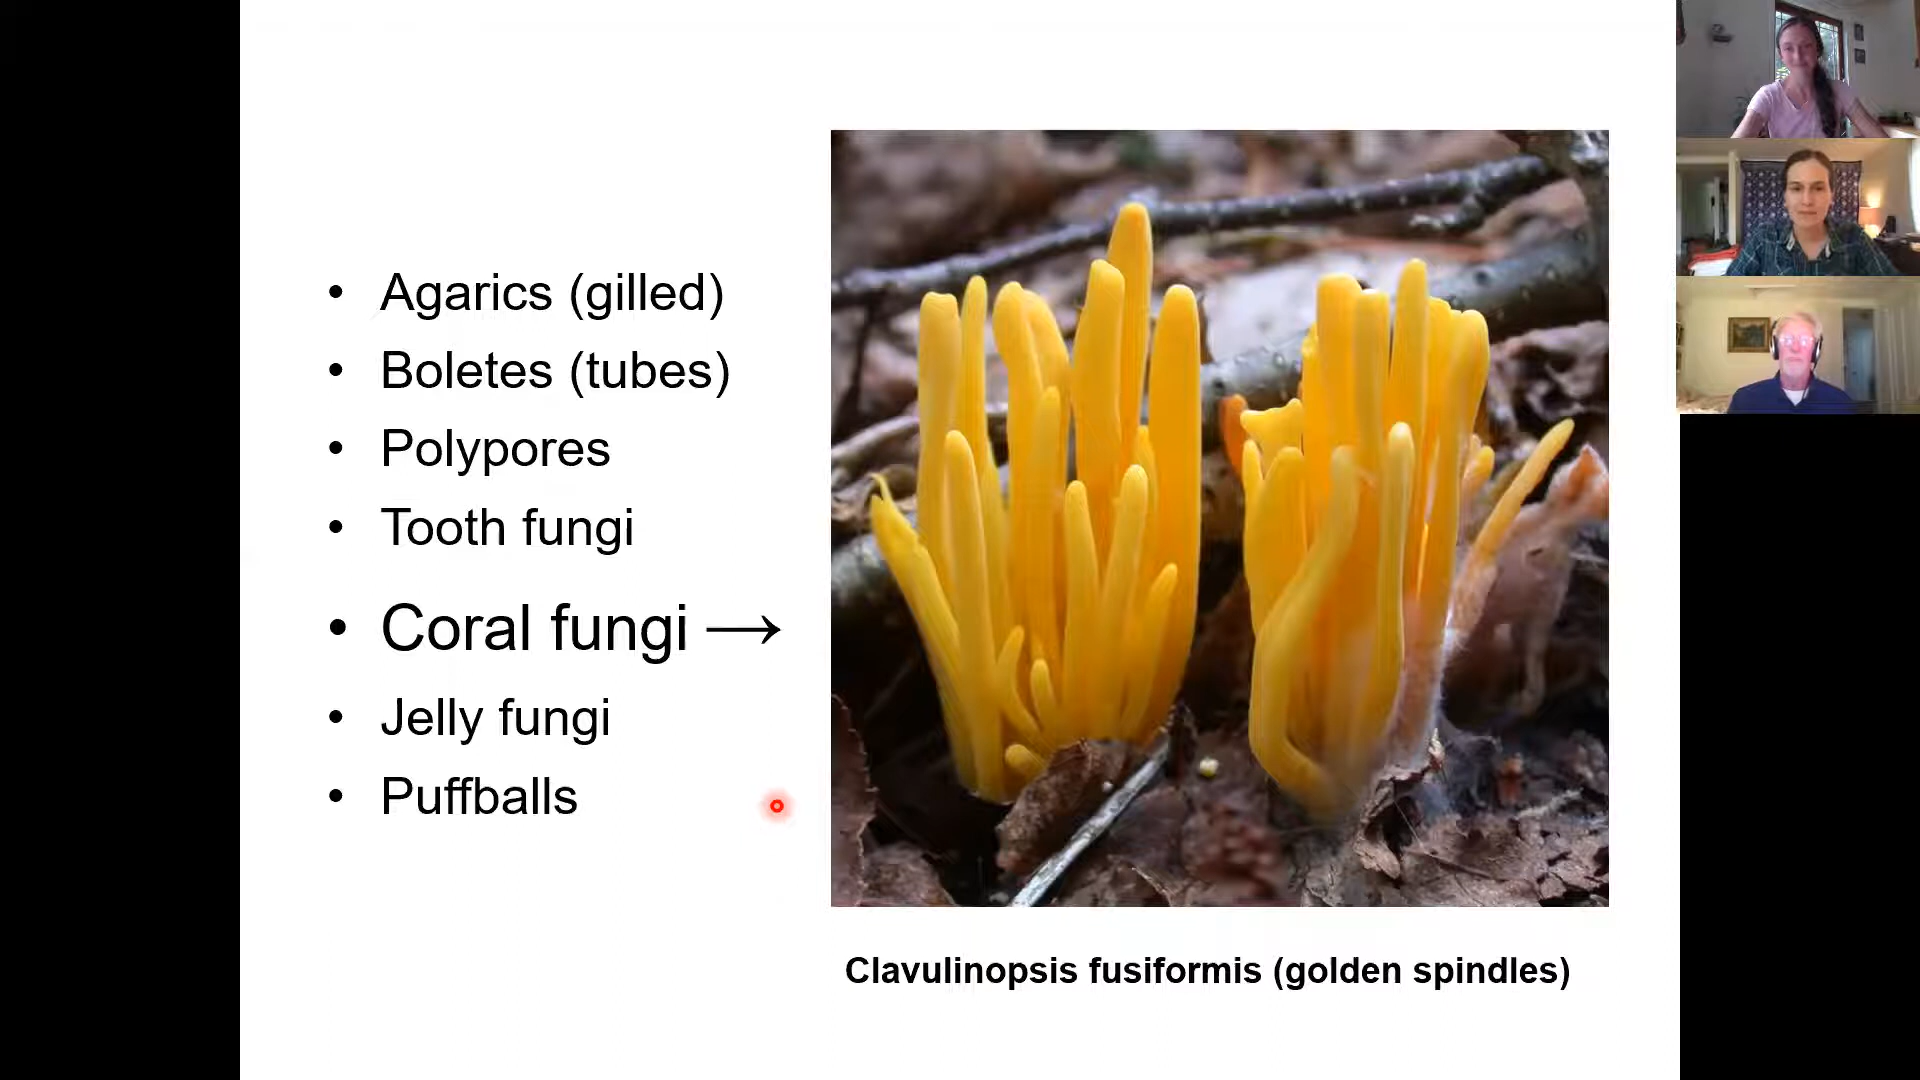 • Agarics (gilled)
• Boletes (tubes)
• Polypores
• Tooth fungi
• Coral fungi →
• Jelly fungi
• Puffballs
Clavulinopsis fusiformis (golden spindles)